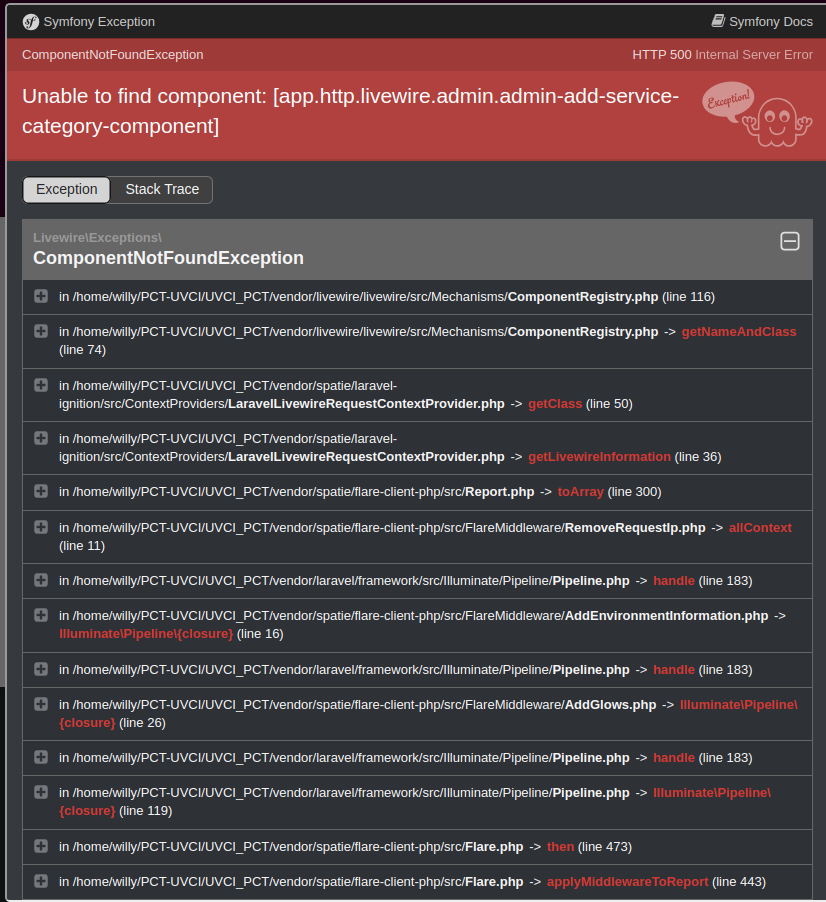 sf Symfony Exception
Symfony Docs
ComponentNotFoundException
HTTP 500 Internal Server Error
Unable to find component: [app.http.livewire.admin.admin-add-service-
category-component]
Exception!
Exception
Stack Trace
Livewire\Exceptions\
ComponentNotFoundException
in /home/willy/PCT-UVCI/UVCI_PCT/vendor/livewire/livewire/src/Mechanisms/ComponentRegistry.php (line 116)
in /home/willy/PCT-UVCI/UVCI_PCT/vendor/livewire/livewire/src/Mechanisms/ComponentRegistry.php -> getNameAndClass
(line 74)
in /home/willy/PCT-UVCI/UVCI_PCT/vendor/spatie/laravel-
ignition/src/ContextProviders/LaravelLivewireRequestContextProvider.php -> getClass (line 50)
in /home/willy/PCT-UVCI/UVCI_PCT/vendor/spatie/laravel-
ignition/src/ContextProviders/LaravelLivewireRequestContextProvider.php -> getLivewireInformation (line 36)
in /home/willy/PCT-UVCI/UVCI_PCT/vendor/spatie/flare-client-php/src/Report.php -> toArray (line 300)
in /home/willy/PCT-UVCI/UVCI_PCT/vendor/spatie/flare-client-php/src/FlareMiddleware/RemoveRequestIp.php -> allContext
(line 11)
in /home/willy/PCT-UVCI/UVCI_PCT/vendor/laravel/framework/src/Illuminate/Pipeline/Pipeline.php -> handle (line 183)
in /home/willy/PCT-UVCI/UVCI_PCT/vendor/spatie/flare-client-php/src/FlareMiddleware/AddEnvironmentInformation.php ->
Illuminate\Pipeline\{closure} (line 16)
in /home/willy/PCT-UVCI/UVCI_PCT/vendor/laravel/framework/src/Illuminate/Pipeline/Pipeline.php -> handle (line 183)
in /home/willy/PCT-UVCI/UVCI_PCT/vendor/spatie/flare-client-php/src/FlareMiddleware/AddGlows.php -> Illuminate\Pipeline\
{closure} (line 26)
in /home/willy/PCT-UVCI/UVCI_PCT/vendor/laravel/framework/src/Illuminate/Pipeline/Pipeline.php -> handle (line 183)
in /home/willy/PCT-UVCI/UVCI_PCT/vendor/laravel/framework/src/Illuminate/Pipeline/Pipeline.php -> Illuminate\Pipeline\
{closure} (line 119)
in /home/willy/PCT-UVCI/UVCI_PCT/vendor/spatie/flare-client-php/src/Flare.php -> then (line 473)
in /home/willy/PCT-UVCI/UVCI_PCT/vendor/spatie/flare-client-php/src/Flare.php -> applyMiddlewareToReport (line 443)